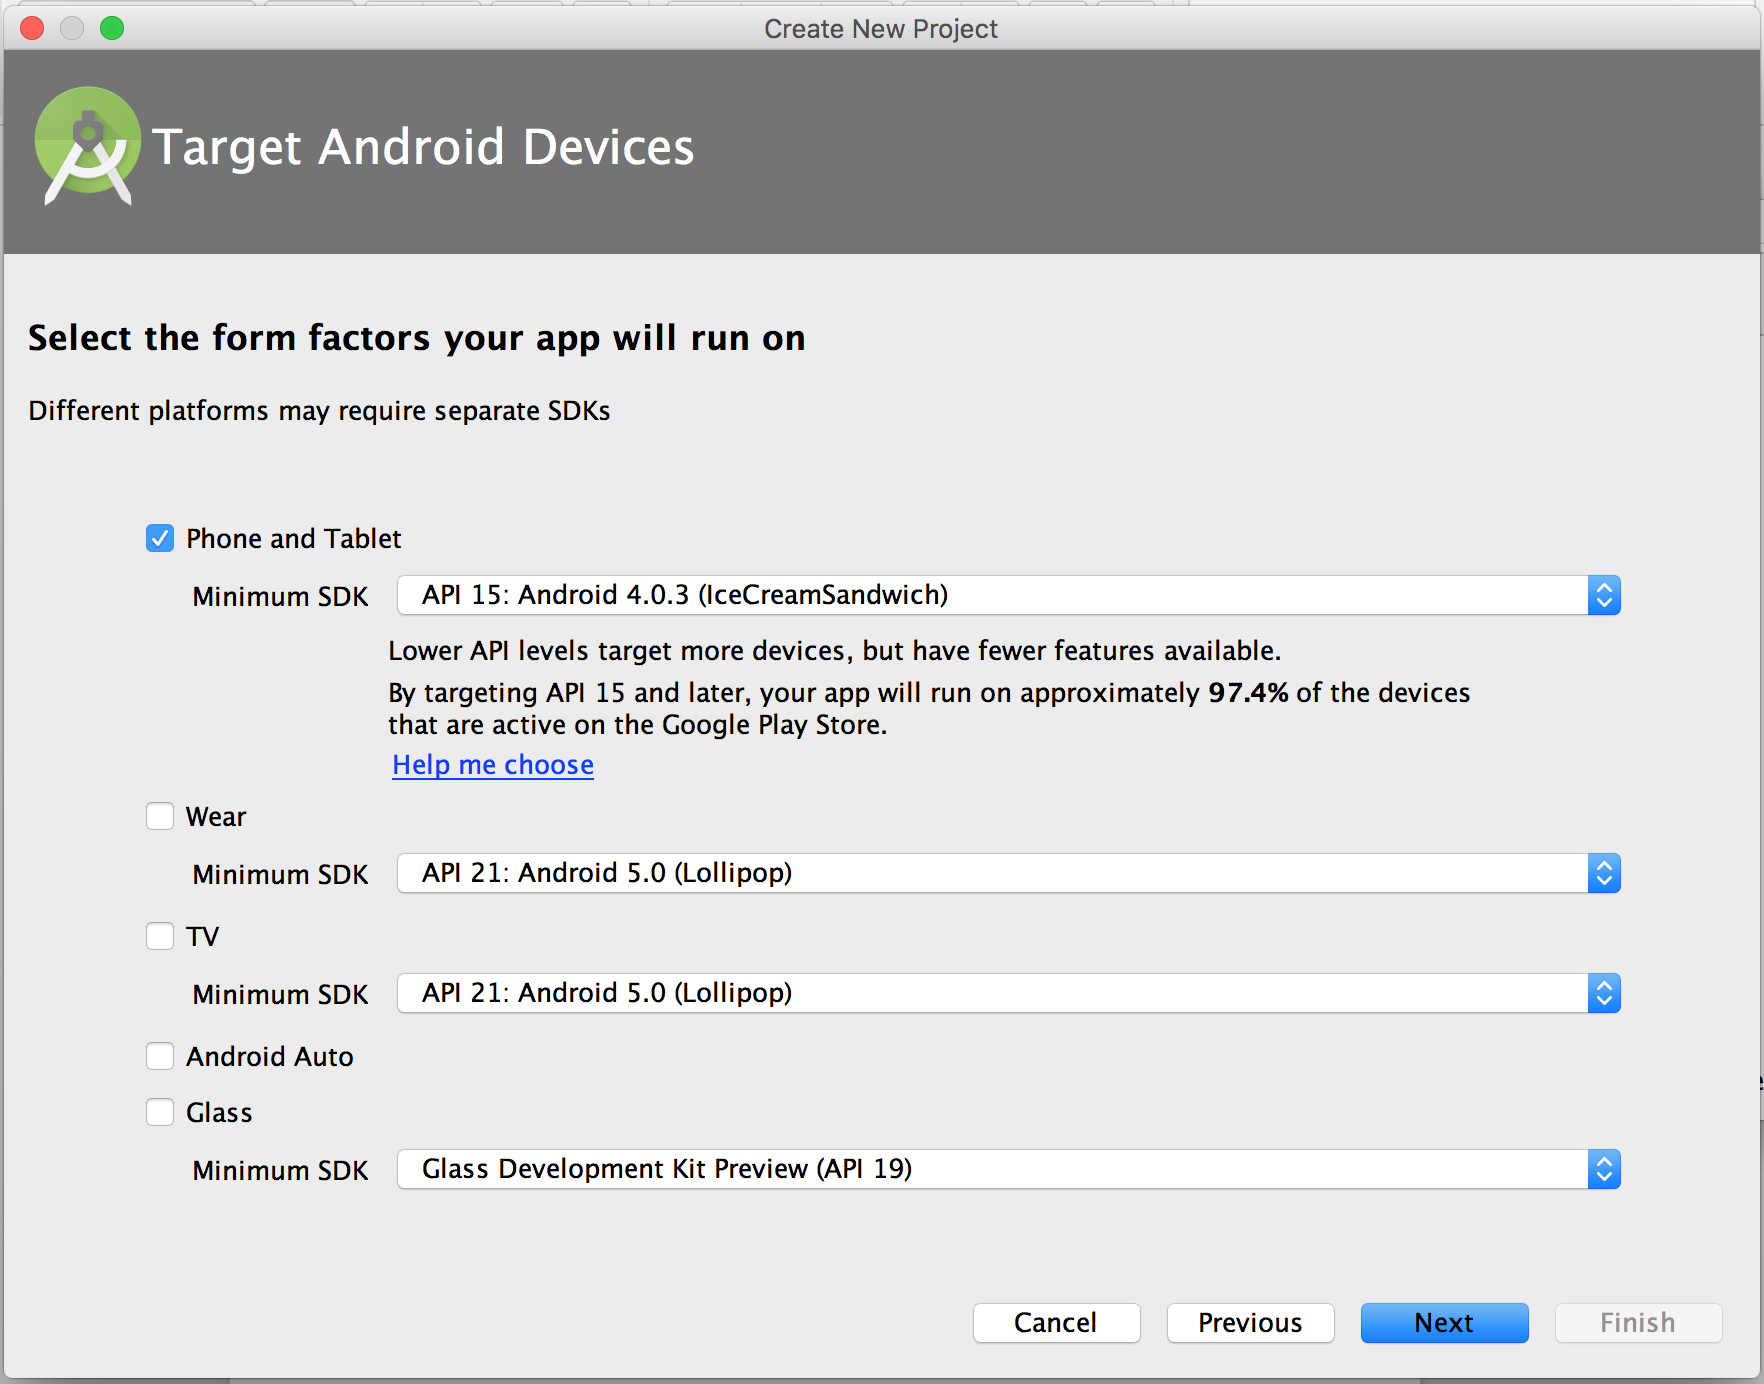 Create New Project
Target Android Devices
Select the form factors your app will run on
Different platforms may require separate SDKs
Phone and Tablet
Minimum SDK API 15: Android 4.0.3 (IceCreamSandwich)
Lower API levels target more devices, but have fewer features available.
By targeting API 15 and later, your app will run on approximately 97.4% of the devices
that are active on the Google Play Store.
Help me choose
Wear
Minimum SDK API 21: Android 5.0 (Lollipop)
TV
Minimum SDK API 21: Android 5.0 (Lollipop)
Android Auto
Glass
Minimum SDK Glass Development Kit Preview (API 19)
Cancel Previous Next Finish